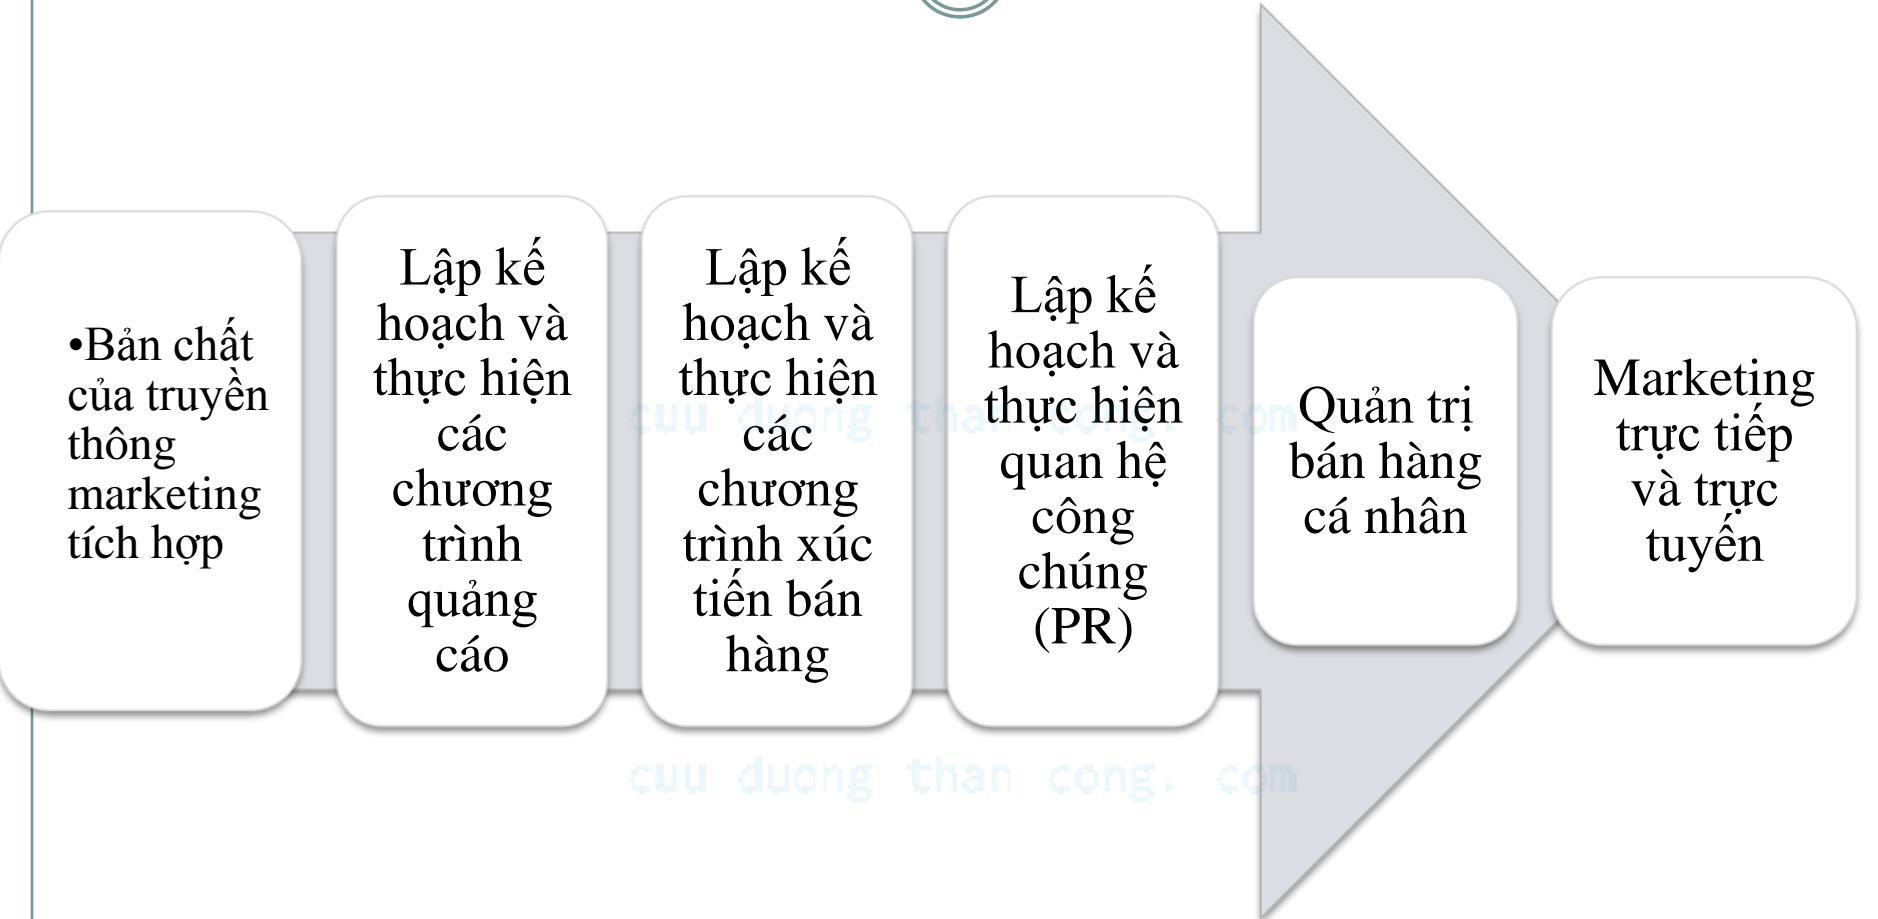 •Bản chất
của truyền
thông
marketing
tích hợp
Lập kế
hoạch và
thực hiện
các
chương
trình
quảng
cáo
Lập kế
hoạch và
thực hiện
các
chương
trình xúc
tiến bán
hàng
Lập kế
hoạch và
thực hiện
quan hệ
công
chúng
(PR)
Quản trị
bán hàng
cá nhân
Marketing
trực tiếp
và trực
tuyến
cuu duong than cong. com
cuu duong than cong. com